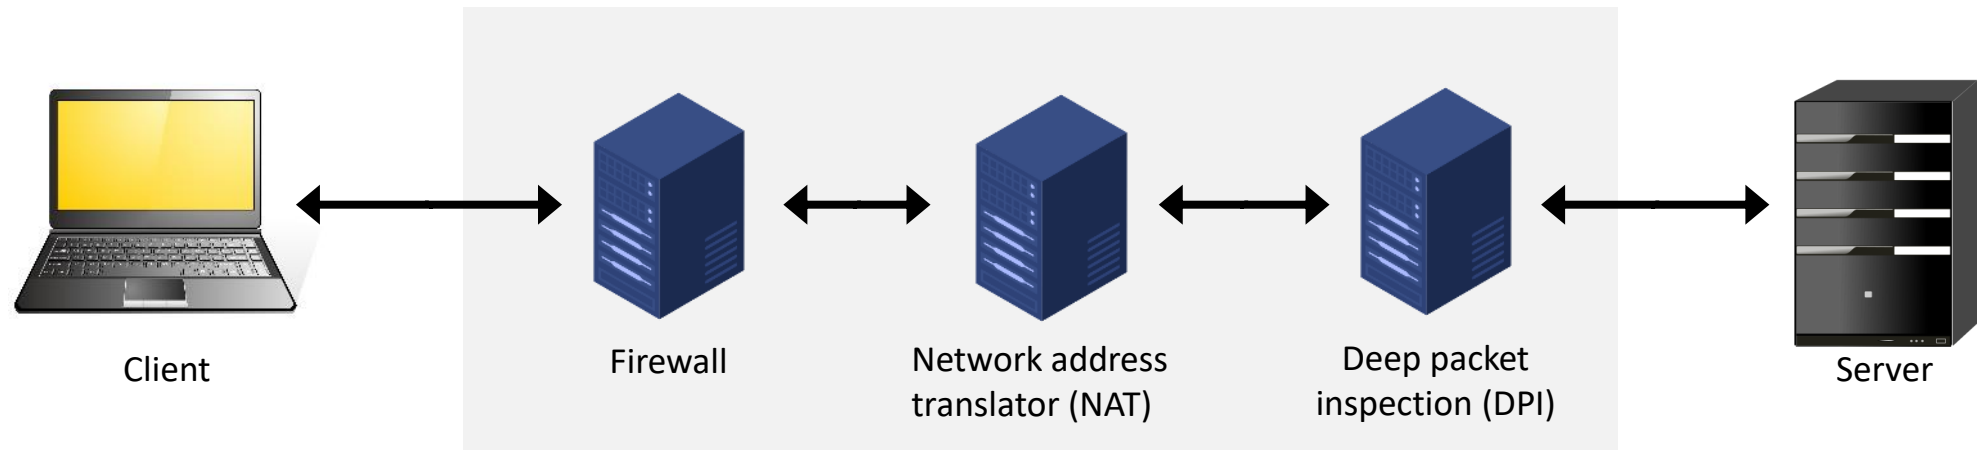 Client
Firewall
Network address
translator (NAT)
Deep packet
inspection (DPI)
Server